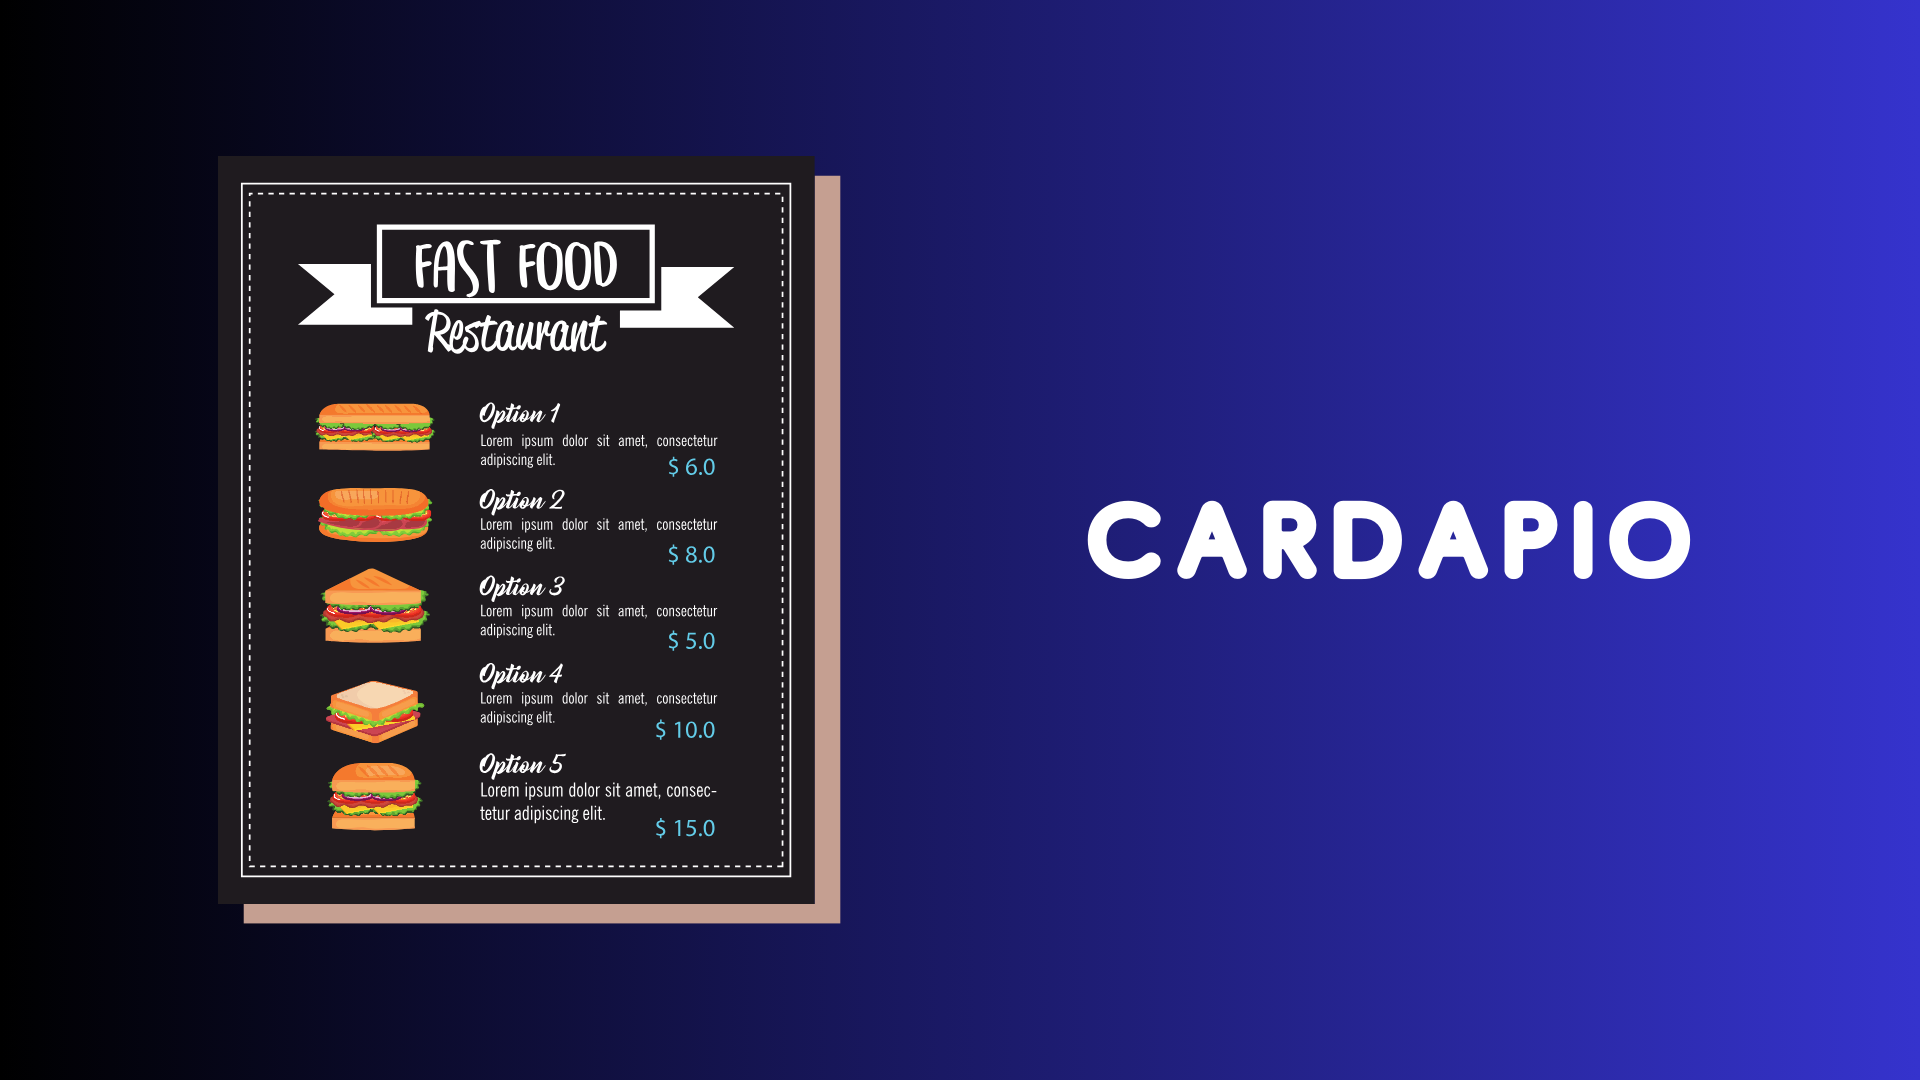 FAST FOOD
Restaurant
Option 1
Lorem ipsum dolor sit amet, consectetur
adipiscing elit.
$ 6.0
Option 2
Lorem ipsum dolor sit amet, consectetur
adipiscing elit.
$ 8.0
Option 3
Lorem ipsum dolor sit amet, consectetur
adipiscing elit.
$ 5.0
Option 4
Lorem ipsum dolor sit amet, consectetur
adipiscing elit.
$ 10.0
Option 5
Lorem ipsum dolor sit amet, consec-
tetur adipiscing elit.
$ 15.0
CARDAPIO